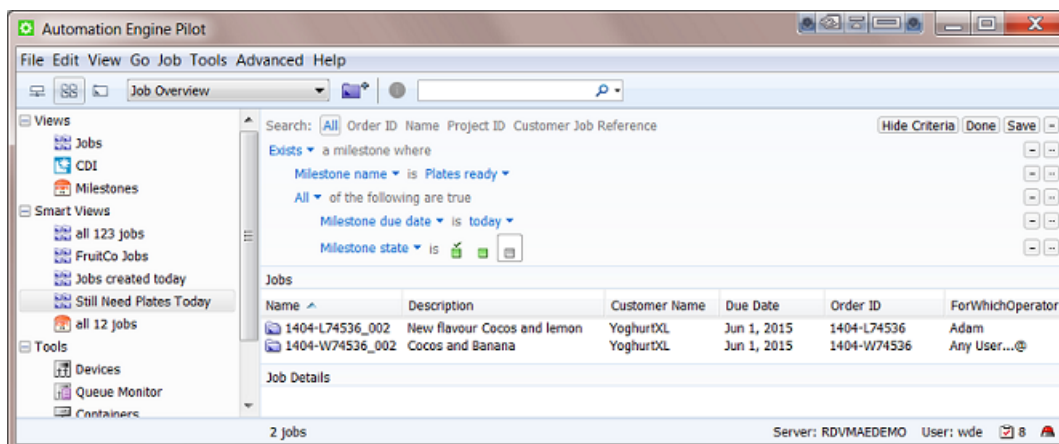 Automation Engine Pilot
File Edit View Go Job Tools Advanced Help
Job Overview
Views
Jobs
CDI
Milestones
Smart Views
all 123 jobs
FruitCo Jobs
Jobs created today
Still Need Plates Today
all 12 jobs
Tools
Devices
Queue Monitor
Containers
Search: All Order ID Name Project ID Customer Job Reference Hide Criteria Done Save
Exists a milestone where
Milestone name is Plates ready
All of the following are true
Milestone due date is today
Milestone state is
Jobs
Name Description Customer Name Due Date Order ID ForWhichOperator
1404-L74536_002 New flavour Cocos and lemon YoghurtXL Jun 1, 2015 1404-L74536 Adam
1404-W74536_002 Cocos and Banana YoghurtXL Jun 1, 2015 1404-W74536 Any User...@
Job Details
2 jobs Server: RDVMAEDEMO User: wde 8